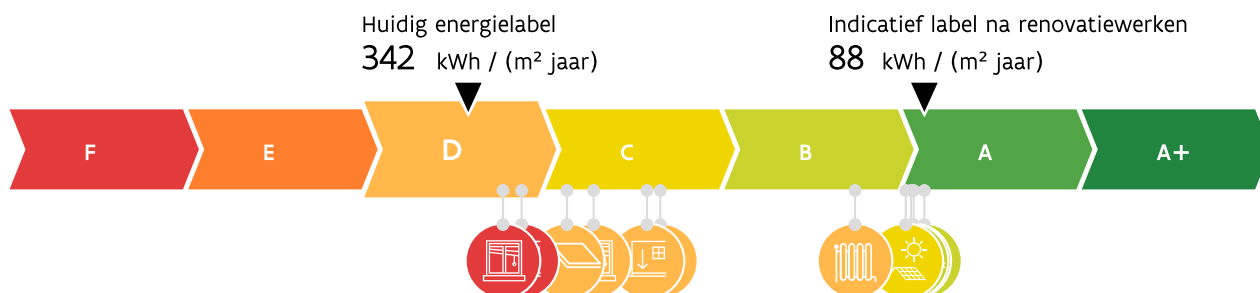 Huidig energielabel
342 kWh / (m² jaar)
Indicatief label na renovatiewerken
88 kWh / (m² jaar)
F E D C B A A+